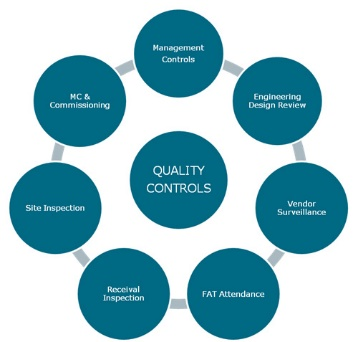 Management
Controls
Engineering
Design Review
Vendor
Surveillance
FAT Attendance
Receival
Inspection
Site Inspection
MC &
Commissioning
QUALITY
CONTROLS